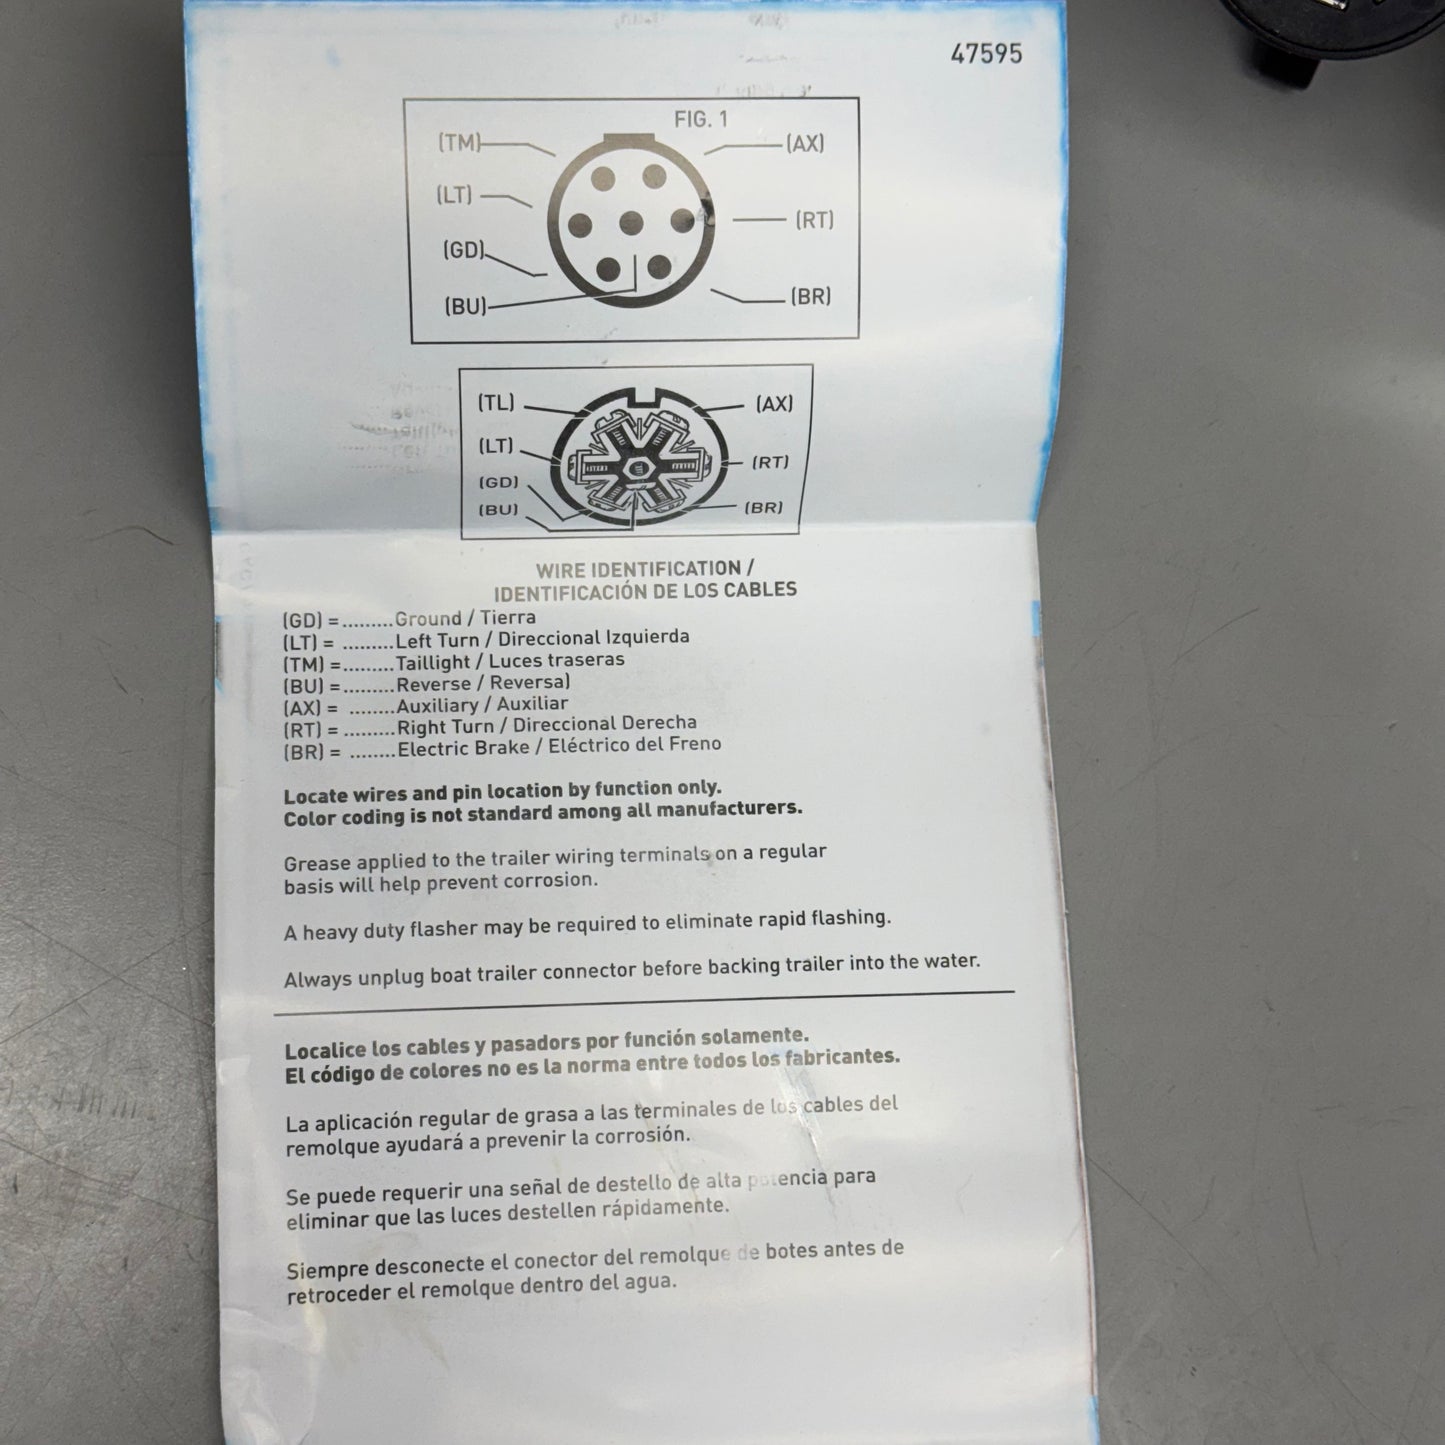 47595
FIG. 1
(TM)
(AX)
(LT)
(RT)
(GD)
(BU)
(BR)
(TL)
(AX)
(LT)
(RT)
(GD)
(BU)
(BR)
WIRE IDENTIFICATION /
IDENTIFICACIÓN DE LOS CABLES
(GD) =.........Ground / Tierra
(LT) = .........Left Turn / Direccional Izquierda
(TM) =.........Taillight / Luces traseras
(BU) =.........Reverse / Reversal
(AX) = ........Auxiliary / Auxiliar
(RT) = .........Right Turn / Direccional Derecha
(BR) = ........Electric Brake / Eléctrico del Freno
Locate wires and pin location by function only.
Color coding is not standard among all manufacturers.
Grease applied to the trailer wiring terminals on a regular
basis will help prevent corrosion.
A heavy duty flasher may be required to eliminate rapid flashing.
Always unplug boat trailer connector before backing trailer into the water.
Localice los cables y pasadors por función solamente.
El código de colores no es la norma entre todos los fabricantes.
La aplicación regular de grasa a las terminales de los cables del
remolque ayudará a prevenir la corrosión.
Se puede requerir una señal de destello de alta potencia para
eliminar que las luces destellen rápidamente.
Siempre desconecte el conector del remolque de botes antes de
retroceder el remolque dentro del agua.